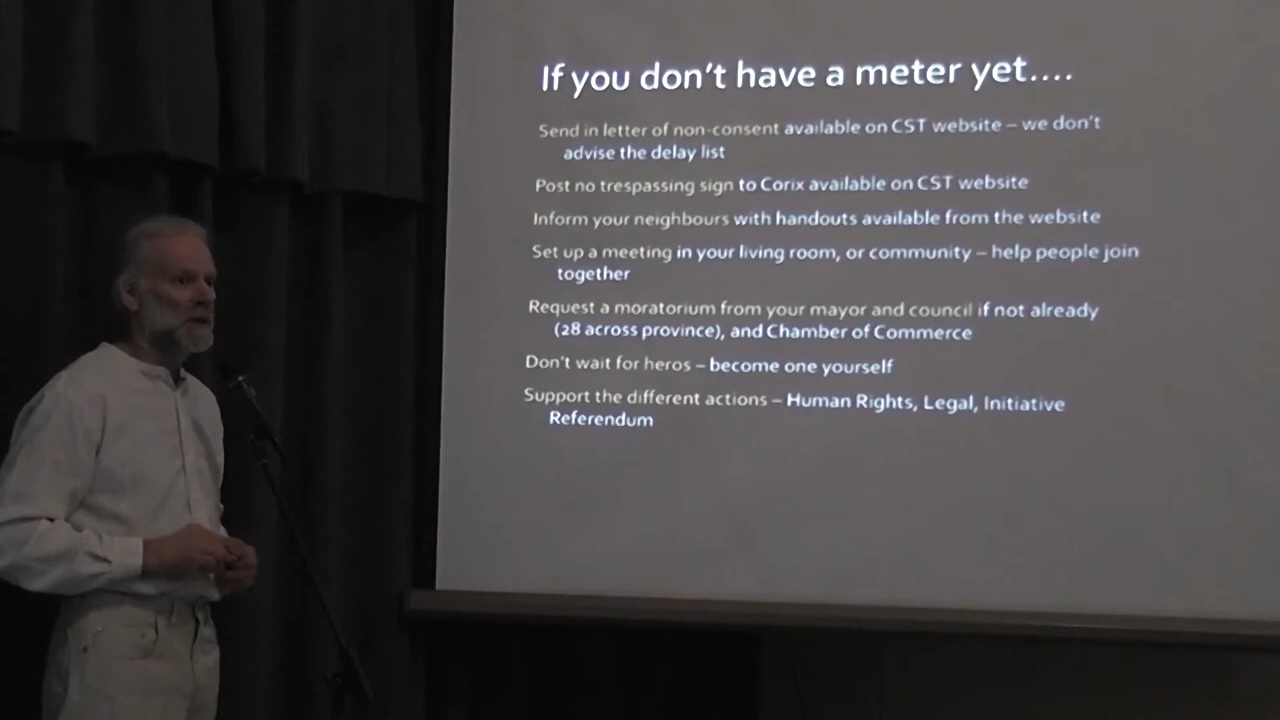 If you don't have a meter yet....
Send in letter of non-consent available on CST website – we don't
advise the delay list
Post no trespassing sign to Corix available on CST website
Inform your neighbours with handouts available from the website
Set up a meeting in your living room, or community – help people join
together
Request a moratorium from your mayor and council if not already
(28 across province), and Chamber of Commerce
Don't wait for heros – become one yourself
Support the different actions – Human Rights, Legal, Initiative
Referendum